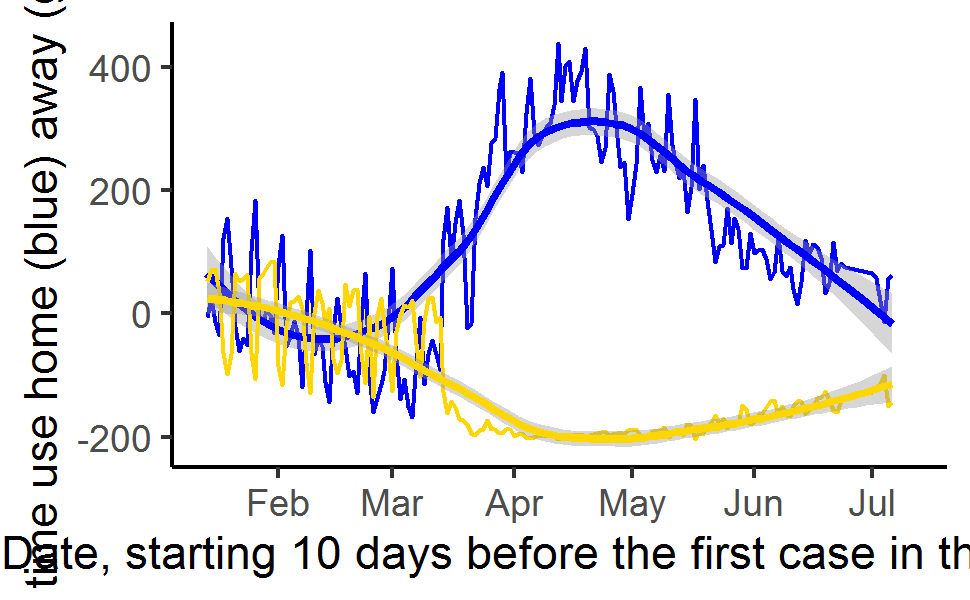 time use home (blue) away (
400
200
0
-200
Feb Mar Apr May Jun Jul
Date, starting 10 days before the first case in th